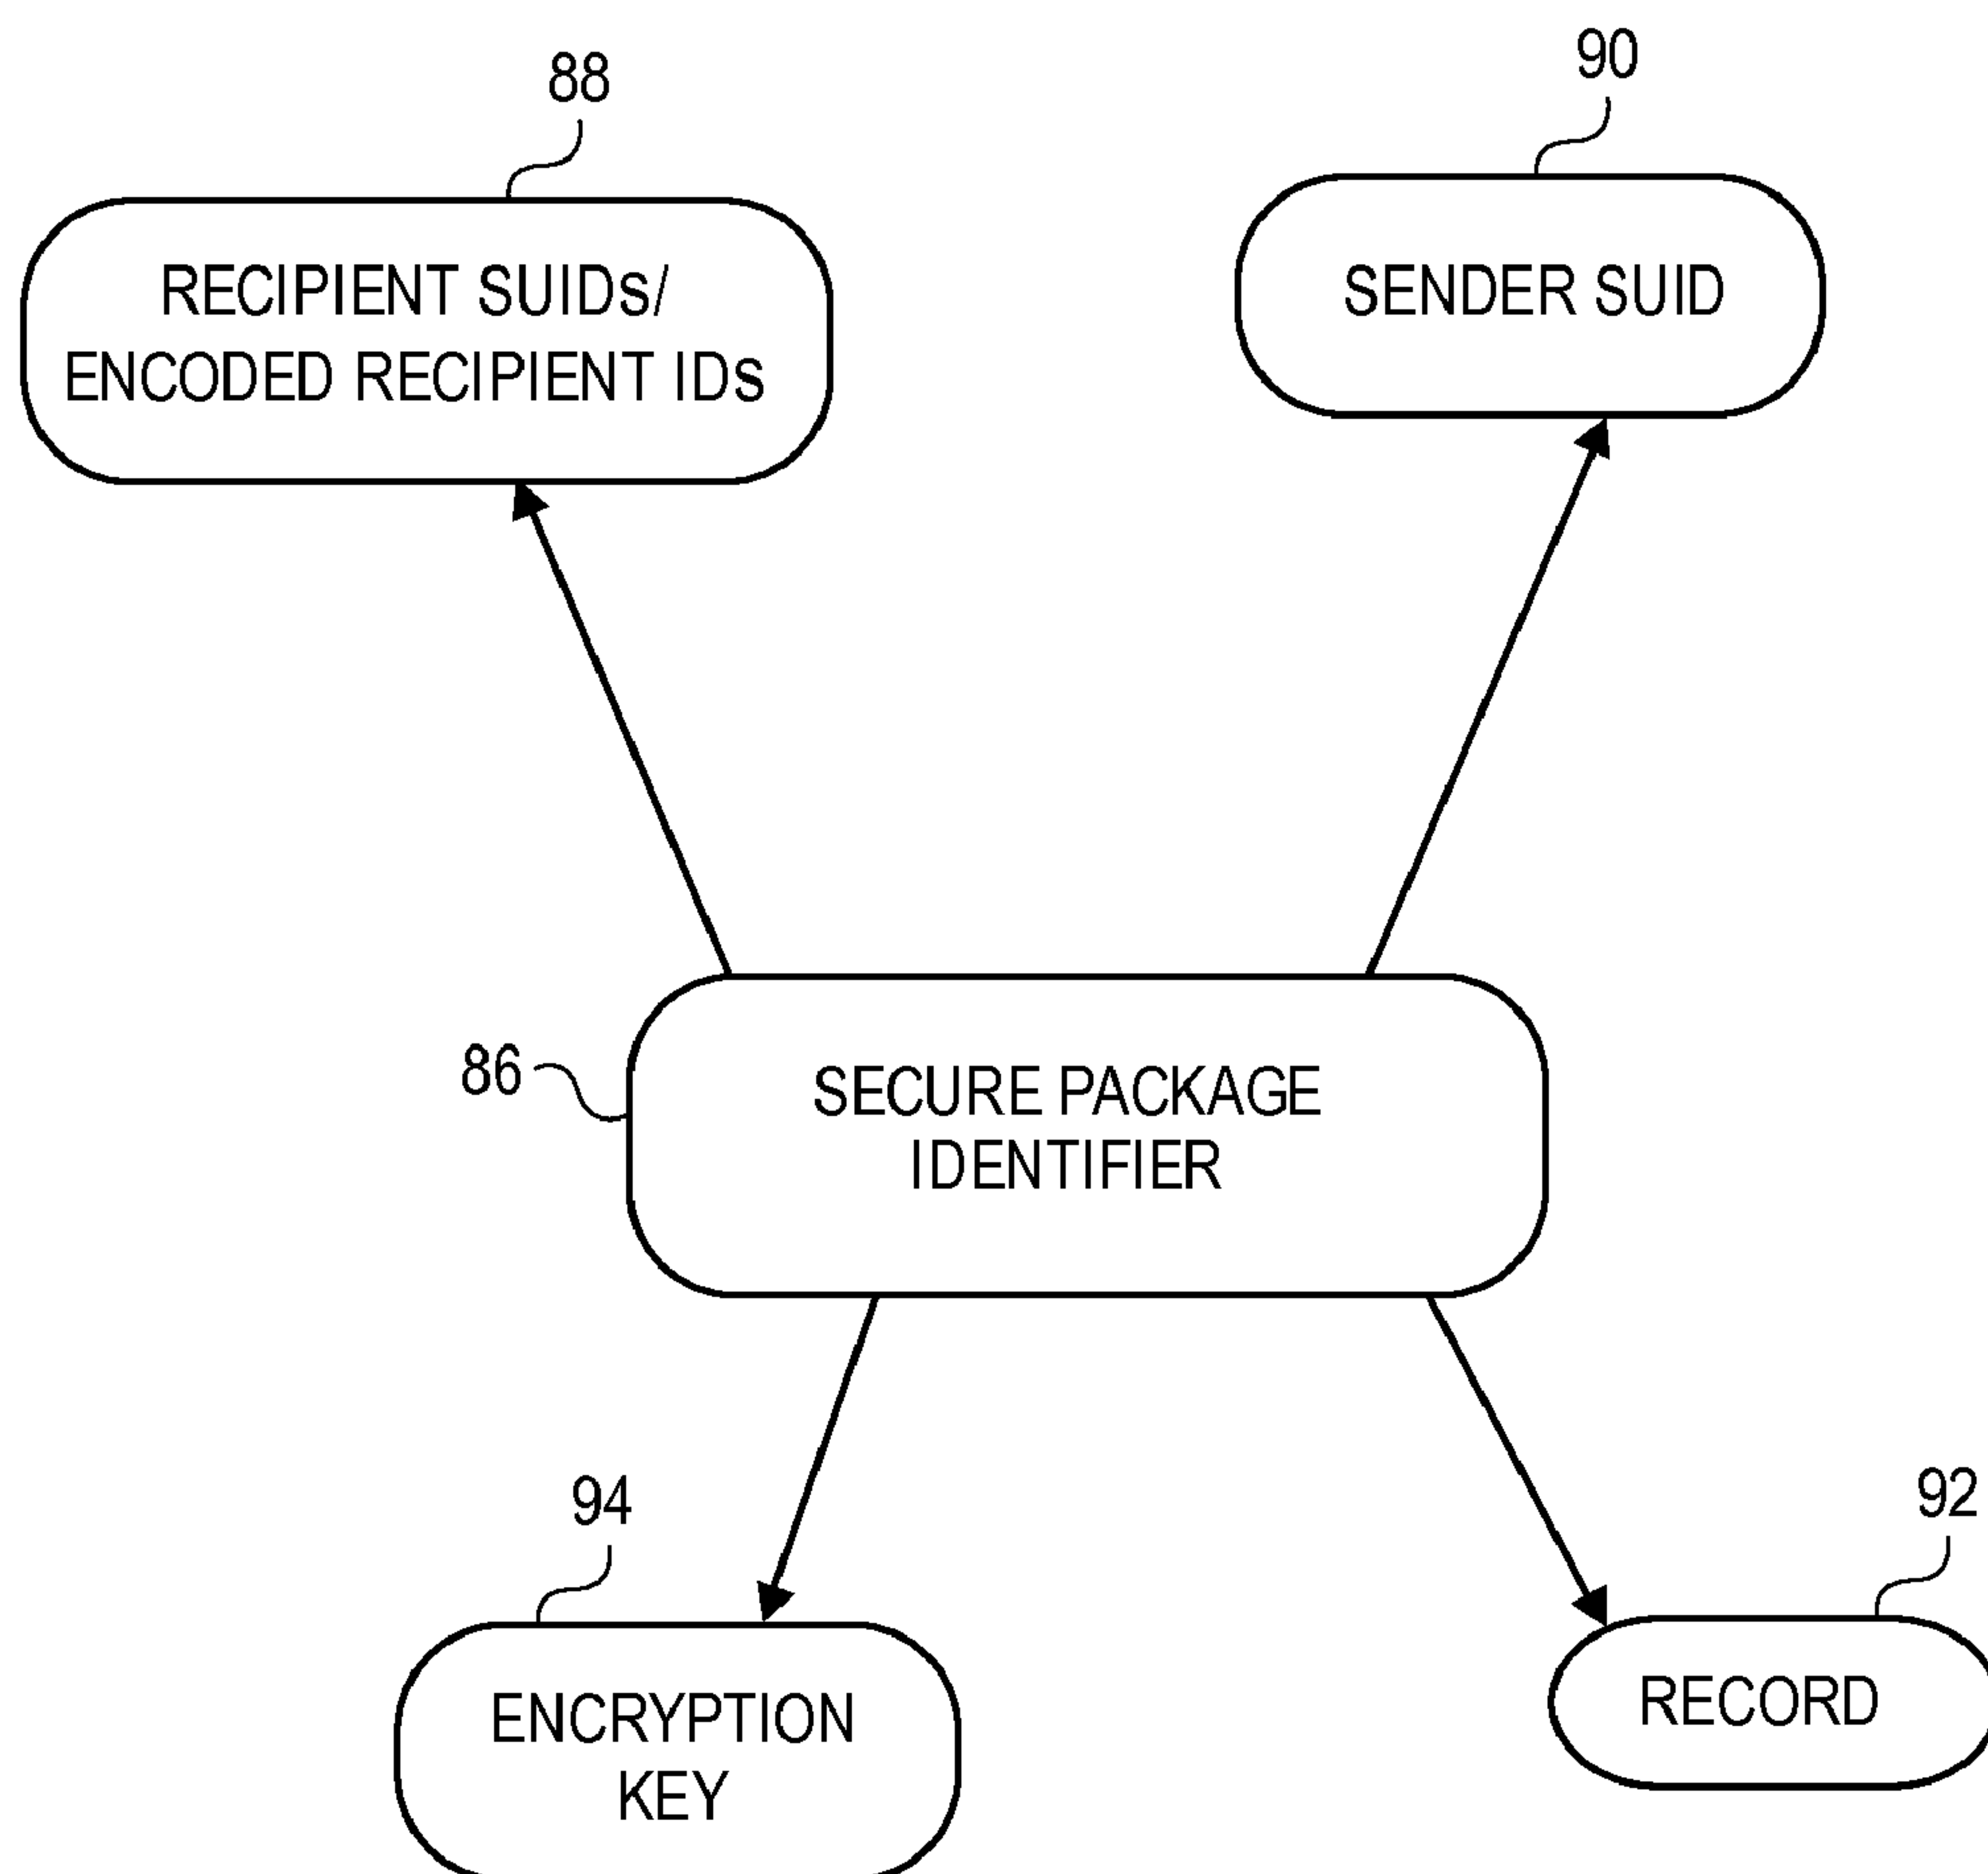 88
90
RECIPIENT SUIDs/
ENCODED RECIPIENT IDs
SENDER SUID
86
SECURE PACKAGE
IDENTIFIER
94
92
ENCRYPTION
KEY
RECORD